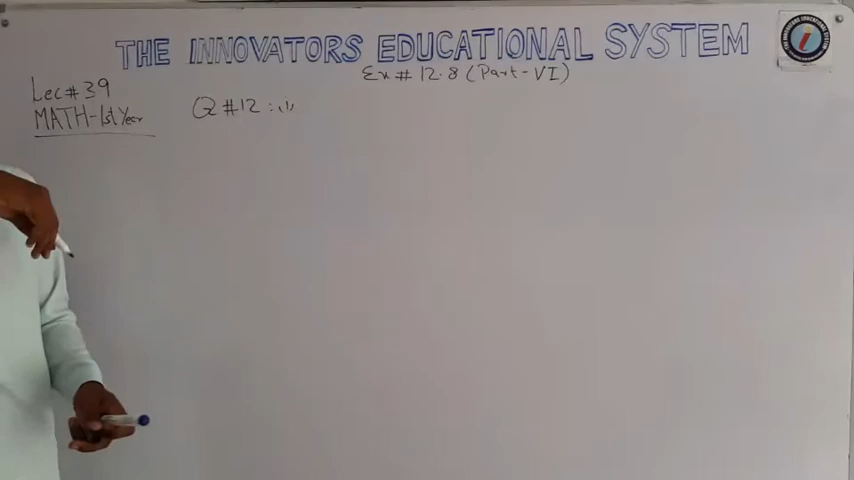 THE INNOVATORS EDUCATIONAL SYSTEM
Ex # 12.8 (Part-VI)
Lec # 39
MATH-1st Year
Q #12 :